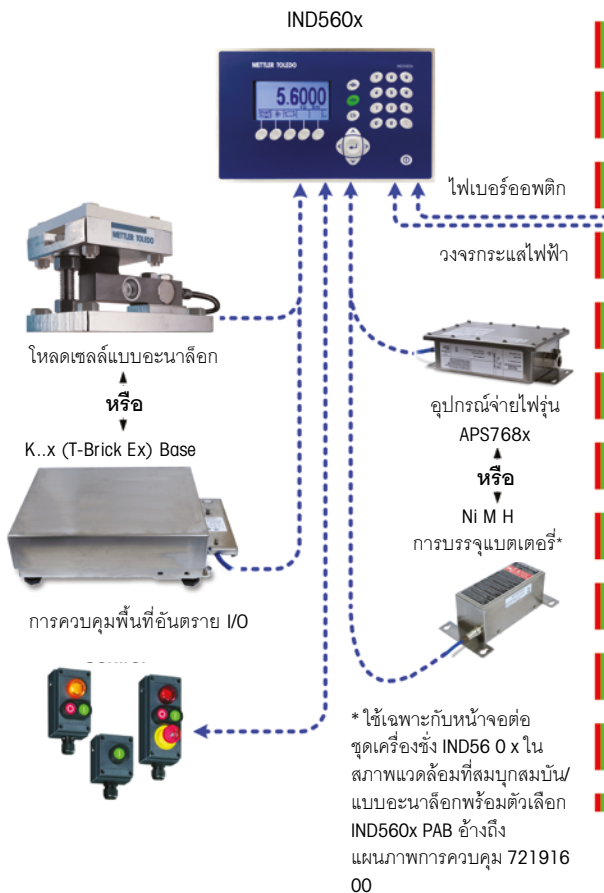 IND560x
METTLER TOLEDO
5.6000
ไฟเบอร์ออพติก
วงจรกระแสไฟฟ้า
METTLER TOLEDO
โหลดเซลล์แบบอะนาล็อก
หรือ
K..x (T-Brick Ex) Base
อุปกรณ์จ่ายไฟรุ่น
APS768x
หรือ
Ni M H
การบรรจุแบตเตอรี่*
การควบคุมพื้นที่อันตราย I/O
* ใช้เฉพาะกับหน้าจอต่อ
ชุดเครื่องชั่ง IND56 0 x ใน
สภาพแวดล้อมที่สมบุกสมบัน/
แบบอะนาล็อกพร้อมตัวเลือก
IND560x PAB อ้างถึง
แผนภาพการควบคุม 721916
00